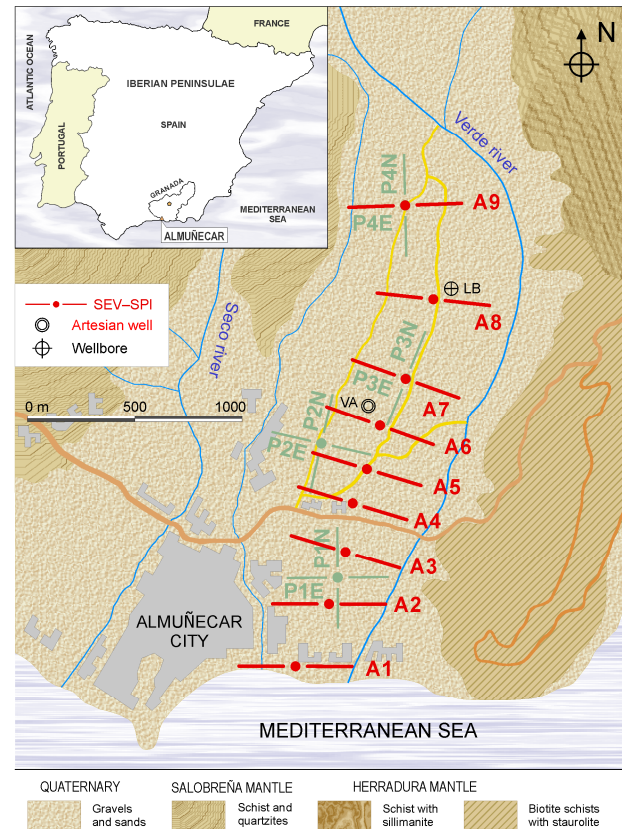 FRANCE
ATLANTIC OCEAN
IBERIAN PENINSULAE
SPAIN
PORTUGAL
GRANADA
MEDITERRANEAN
SEA
ALMUÑECAR
N
Verde river
P4N
P4E
A9
SEV–SPI
Artesian well
Wellbore
Seco river
LB
A8
P3N
P3E
A7
0 m 500 1000
VA
P2N
P2E
A6
A5
A4
P1N
A3
P1E
A2
ALMUÑECAR
CITY
A1
MEDITERRANEAN SEA
QUATERNARY SALOBREÑA MANTLE HERRADURA MANTLE
Gravels
and sands
Schist and
quartzites
Schist with
sillimanite
Biotite schists
with staurolite